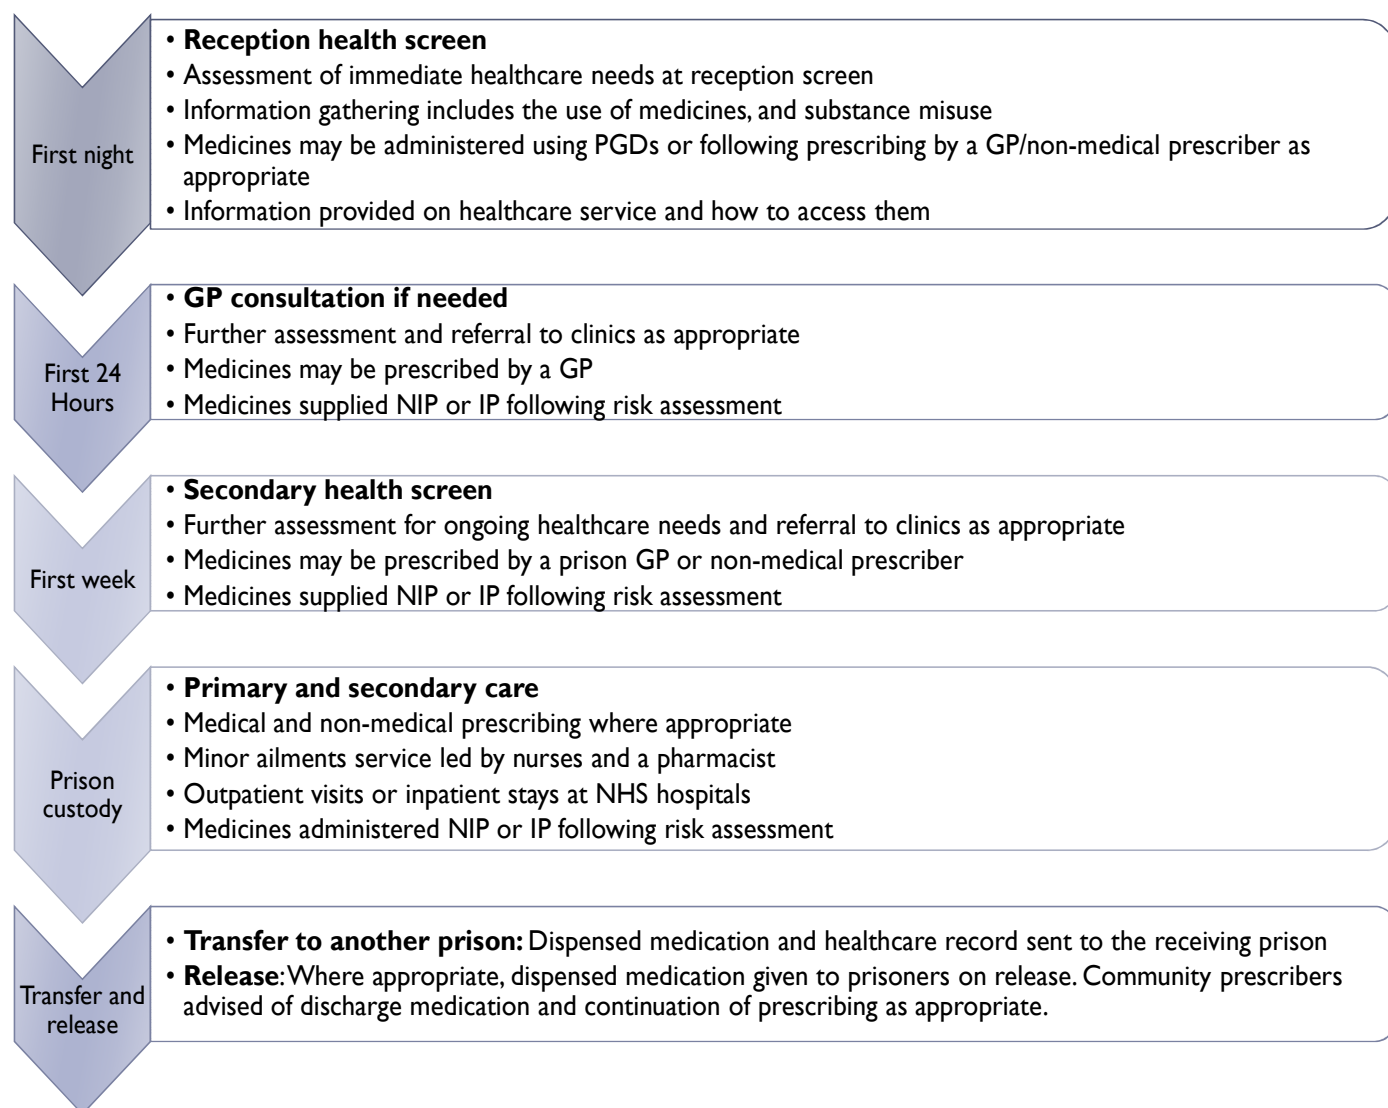 First night
• Reception health screen
• Assessment of immediate healthcare needs at reception screen
• Information gathering includes the use of medicines, and substance misuse
• Medicines may be administered using PGDs or following prescribing by a GP/non-medical prescriber as
appropriate
• Information provided on healthcare service and how to access them
First 24
Hours
• GP consultation if needed
• Further assessment and referral to clinics as appropriate
• Medicines may be prescribed by a GP
• Medicines supplied NIP or IP following risk assessment
First week
• Secondary health screen
• Further assessment for ongoing healthcare needs and referral to clinics as appropriate
• Medicines may be prescribed by a prison GP or non-medical prescriber
• Medicines supplied NIP or IP following risk assessment
Prison
custody
• Primary and secondary care
• Medical and non-medical prescribing where appropriate
• Minor ailments service led by nurses and a pharmacist
• Outpatient visits or inpatient stays at NHS hospitals
• Medicines administered NIP or IP following risk assessment
Transfer and
release
• Transfer to another prison: Dispensed medication and healthcare record sent to the receiving prison
• Release: Where appropriate, dispensed medication given to prisoners on release. Community prescribers
advised of discharge medication and continuation of prescribing as appropriate.